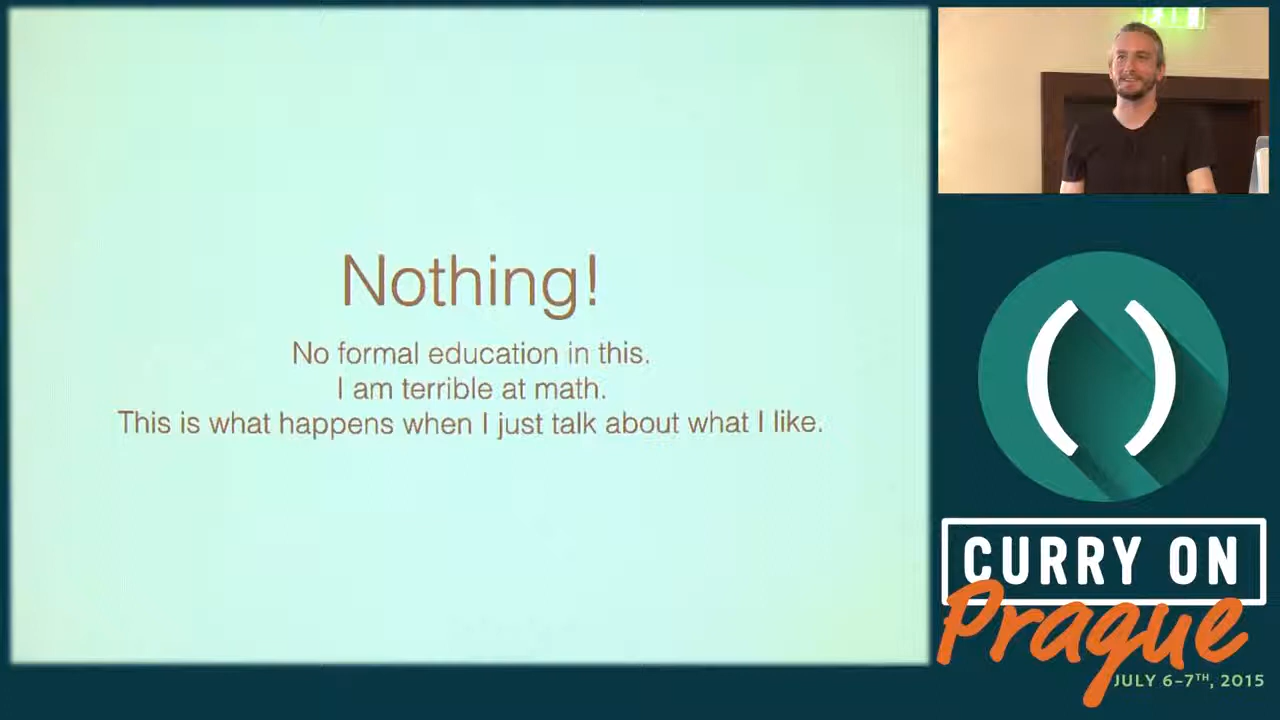 Nothing!
No formal education in this.
I am terrible at math.
This is what happens when I just talk about what I like.
()
CURRY ON
Prague
JULY 6-7TH, 2015